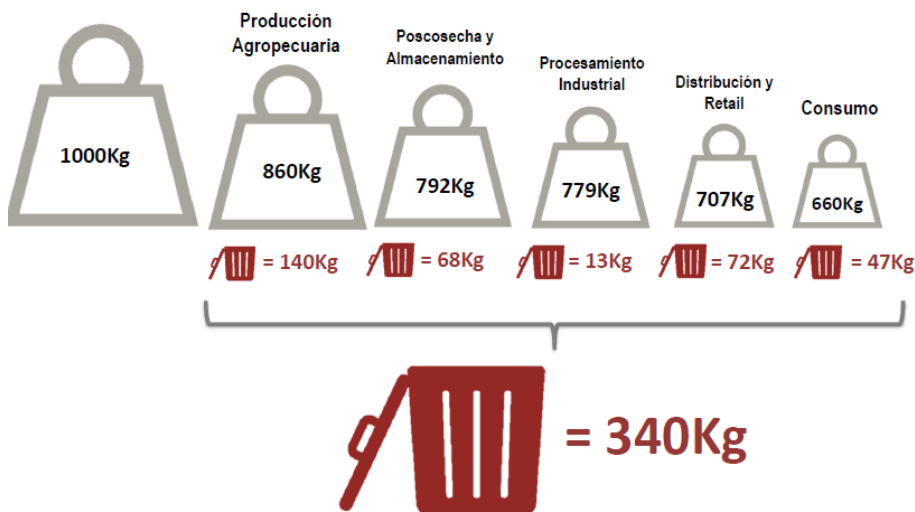 Producción
Agropecuaria
Poscosecha y
Almacenamiento
Procesamiento
Industrial
Distribución y
Retail
Consumo
1000Kg
860Kg
792Kg
779Kg
707Kg
660Kg
= 140Kg
= 68Kg
= 13Kg
= 72Kg
= 47Kg
= 340Kg